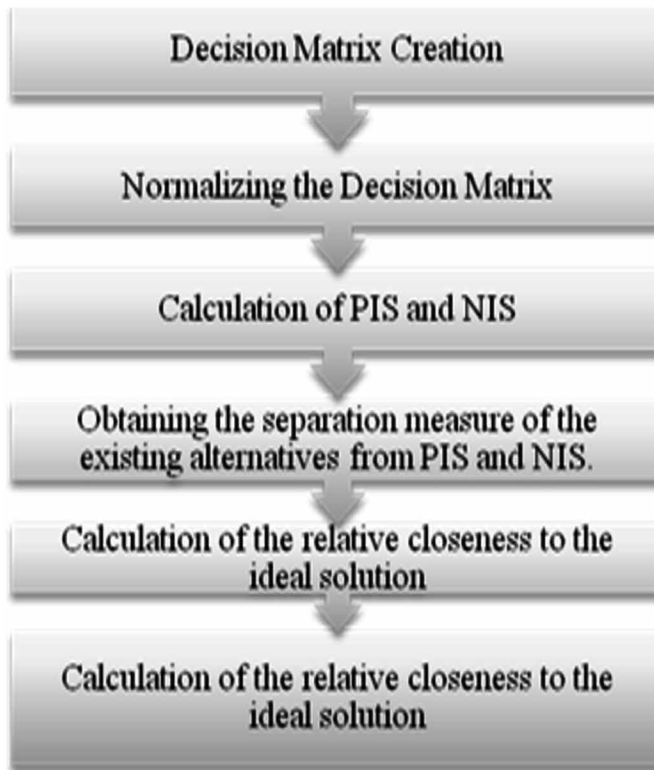 Decision Matrix Creation
Normalizing the Decision Matrix
Calculation of PIS and NIS
Obtaining the separation measure of the
existing alternatives from PIS and NIS.
Calculation of the relative closeness to the
ideal solution
Calculation of the relative closeness to the
ideal solution